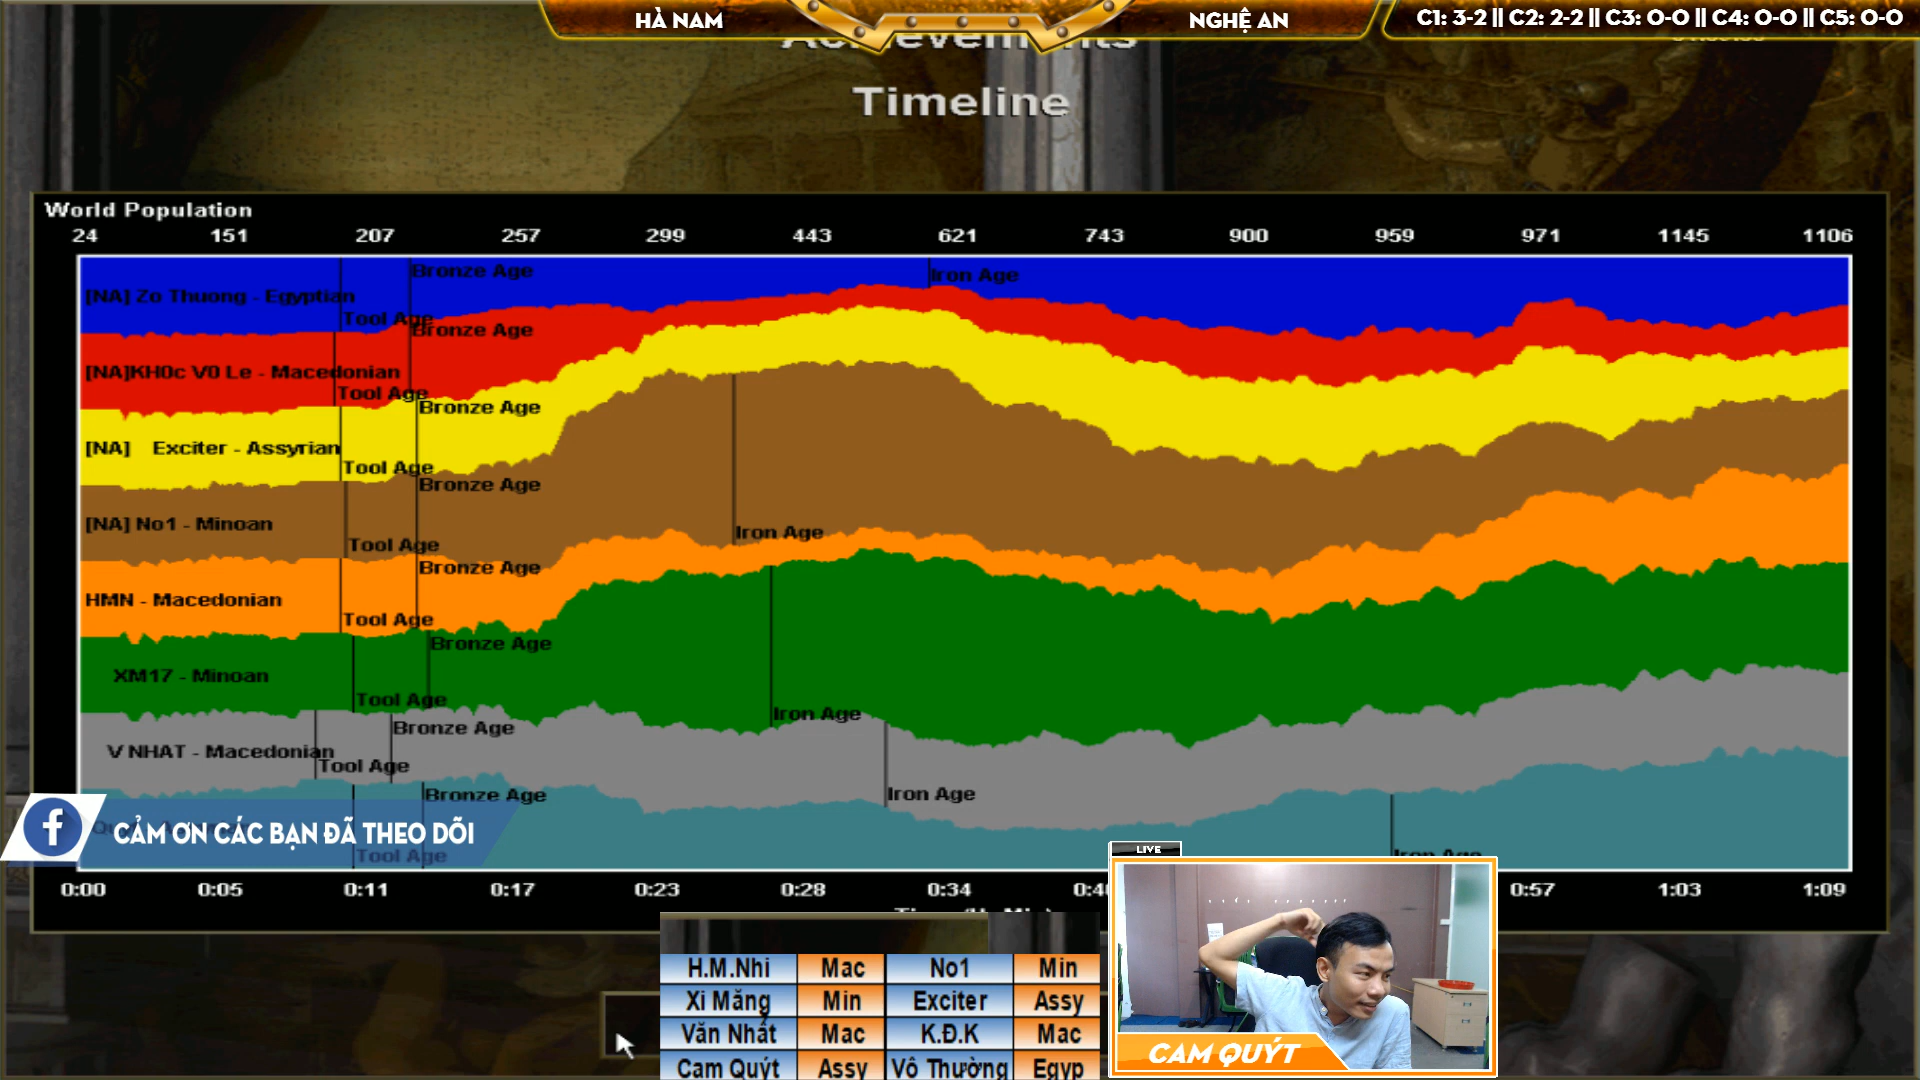 HÀ NAM
NGHỆ AN
C1: 3-2 || C2: 2-2 || C3: 0-0 || C4: 0-0 || C5: 0-0
Achievements
Timeline
World Population
24 151 207 257 299 443 621 743 900 959 971 1145 1106
Bronze Age
Iron Age
[NA] Zo Thuong - Egyptian
Tool Age
Bronze Age
[NA]KH0c V0 Le - Macedonian
Tool Age
Bronze Age
[NA] Exciter - Assyrian
Tool Age
Bronze Age
[NA] No1 - Minoan
Iron Age
Tool Age
Bronze Age
HMN - Macedonian
Tool Age
Bronze Age
XM17 - Minoan
Tool Age
Iron Age
Bronze Age
V NHAT - Macedonian
Tool Age
Iron Age
Bronze Age
CẢM ƠN CÁC BẠN ĐÃ THEO DÕI
Tool Age
Iron Age
0:00 0:05 0:11 0:17 0:23 0:28 0:34 0:57 1:03 1:09
LIVE
H.M.Nhi Mac No1 Min
Xi Măng Min Exciter Assy
Văn Nhất Mac K.Đ.K Mac
Cam Quýt Assy Vô Thường Egyp
CAM QUÝT